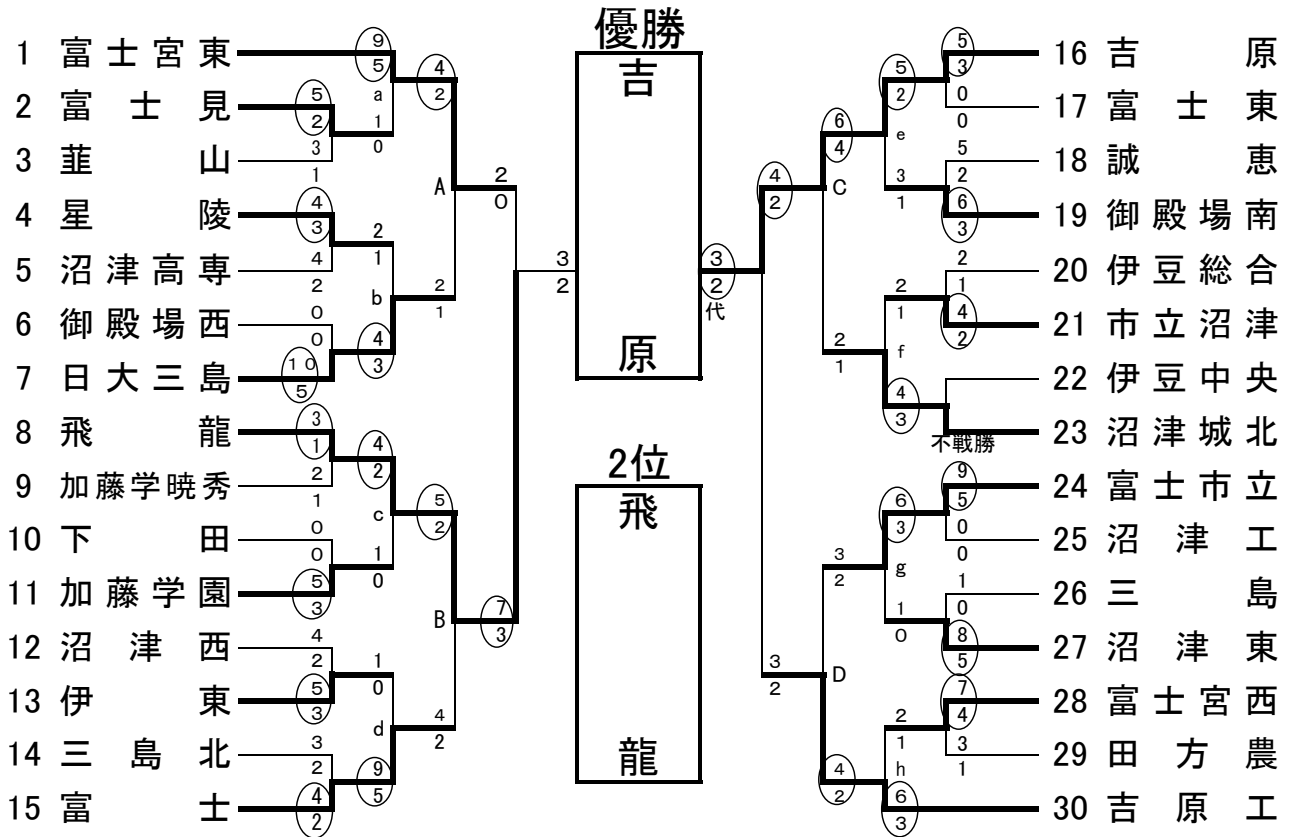 優勝
吉
原
2位
飛
龍
1 富士宮東
2 富士見
3 韮山
4 星陵
5 沼津高専
6 御殿場西
7 日大三島
8 飛龍
9 加藤学暁秀
10 下田
11 加藤学園
12 沼津西
13 伊東
14 三島北
15 富士
9
5
a
1
0
5
2
3
1
4
3
4
2
0
0
10
5
2
1
b
4
3
4
2
A
2
1
3
1
2
1
0
0
5
3
4
2
c
1
0
4
2
5
3
3
2
4
2
1
0
d
9
5
5
2
B
4
2
2
0
7
3
3
2
3
2
代
4
2
C
6
4
2
1
5
2
e
3
1
5
3
0
0
5
2
6
3
2
1
4
2
2
1
f
4
3
不戦勝
3
2
D
3
2
4
2
6
3
g
1
0
9
5
0
0
1
0
8
5
7
4
3
1
2
1
h
6
3
16 吉原
17 富士東
18 誠恵
19 御殿場南
20 伊豆総合
21 市立沼津
22 伊豆中央
23 沼津城北
24 富士市立
25 沼津工
26 三島
27 沼津東
28 富士宮西
29 田方農
30 吉原工